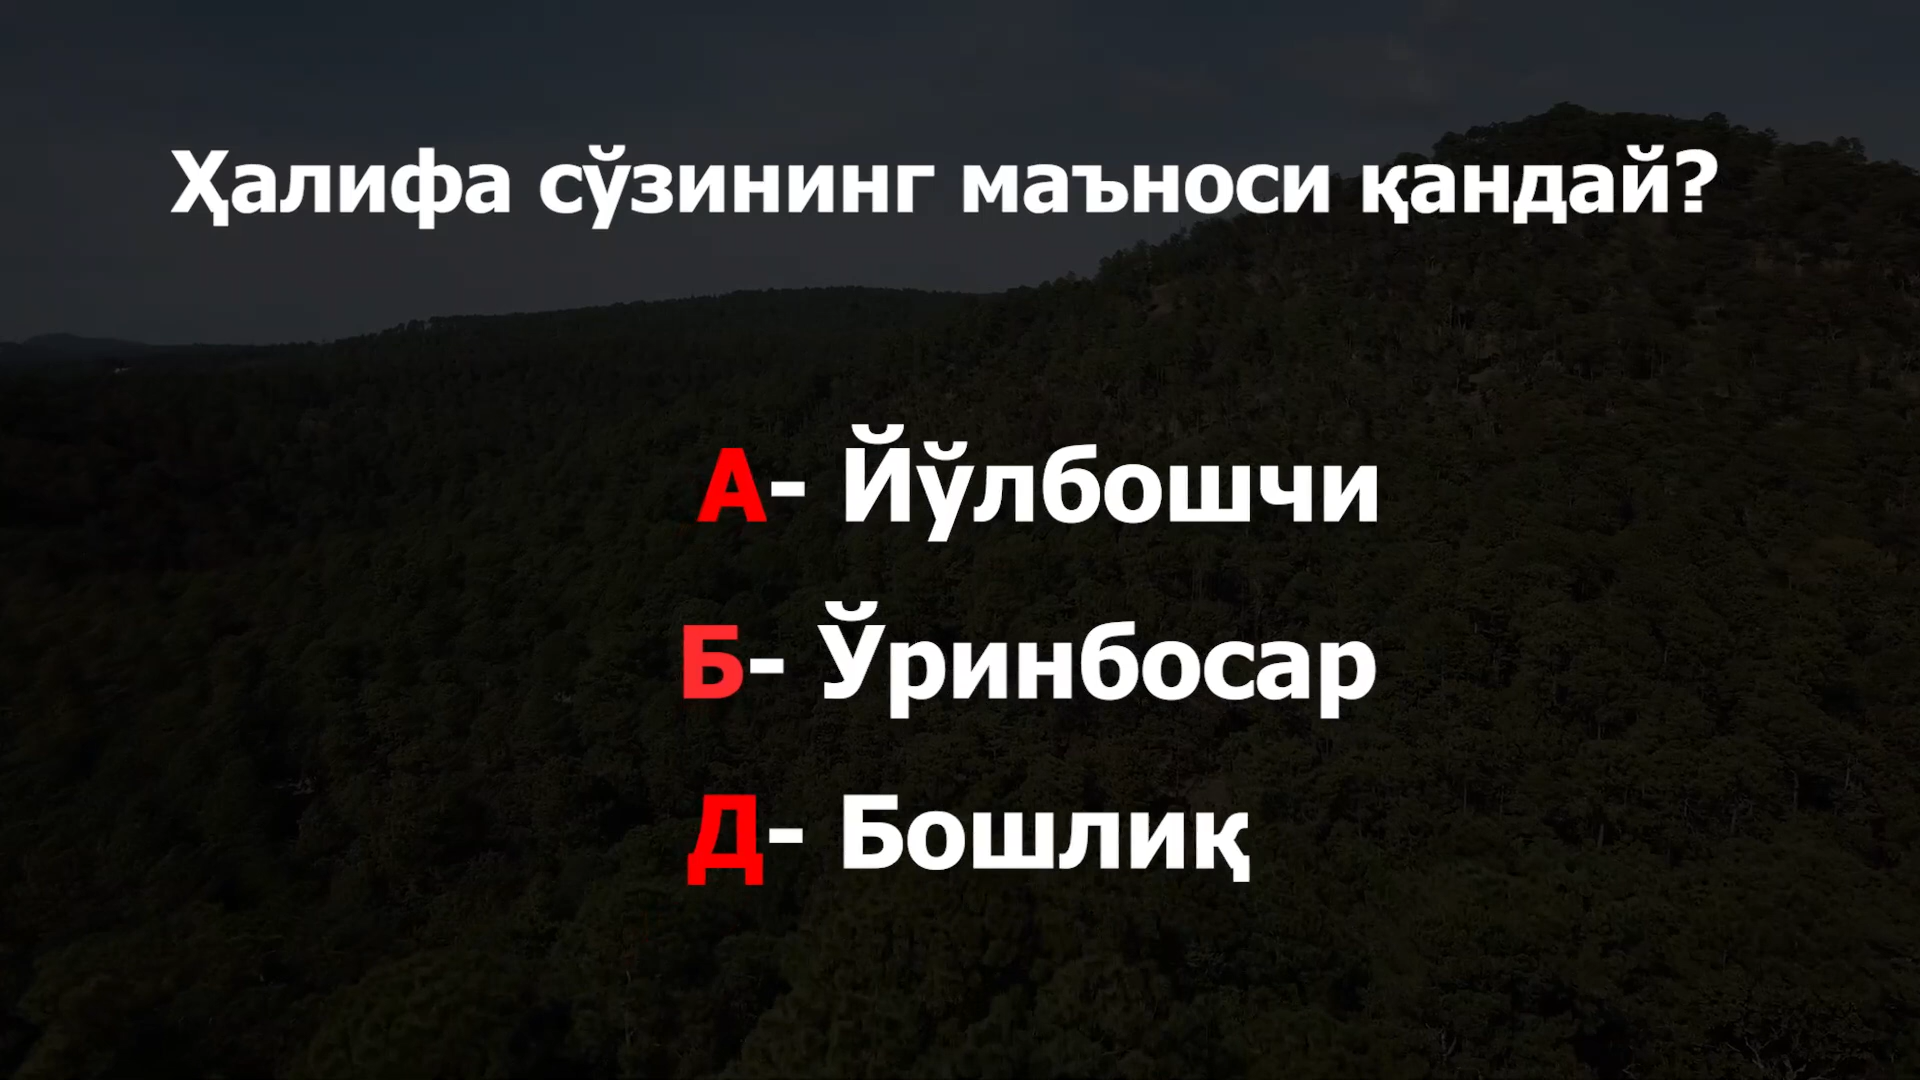 Ҳалифа сўзининг маъноси қандай?
А- Йўлбошчи
Б- Ўринбосар
Д- Бошлиқ